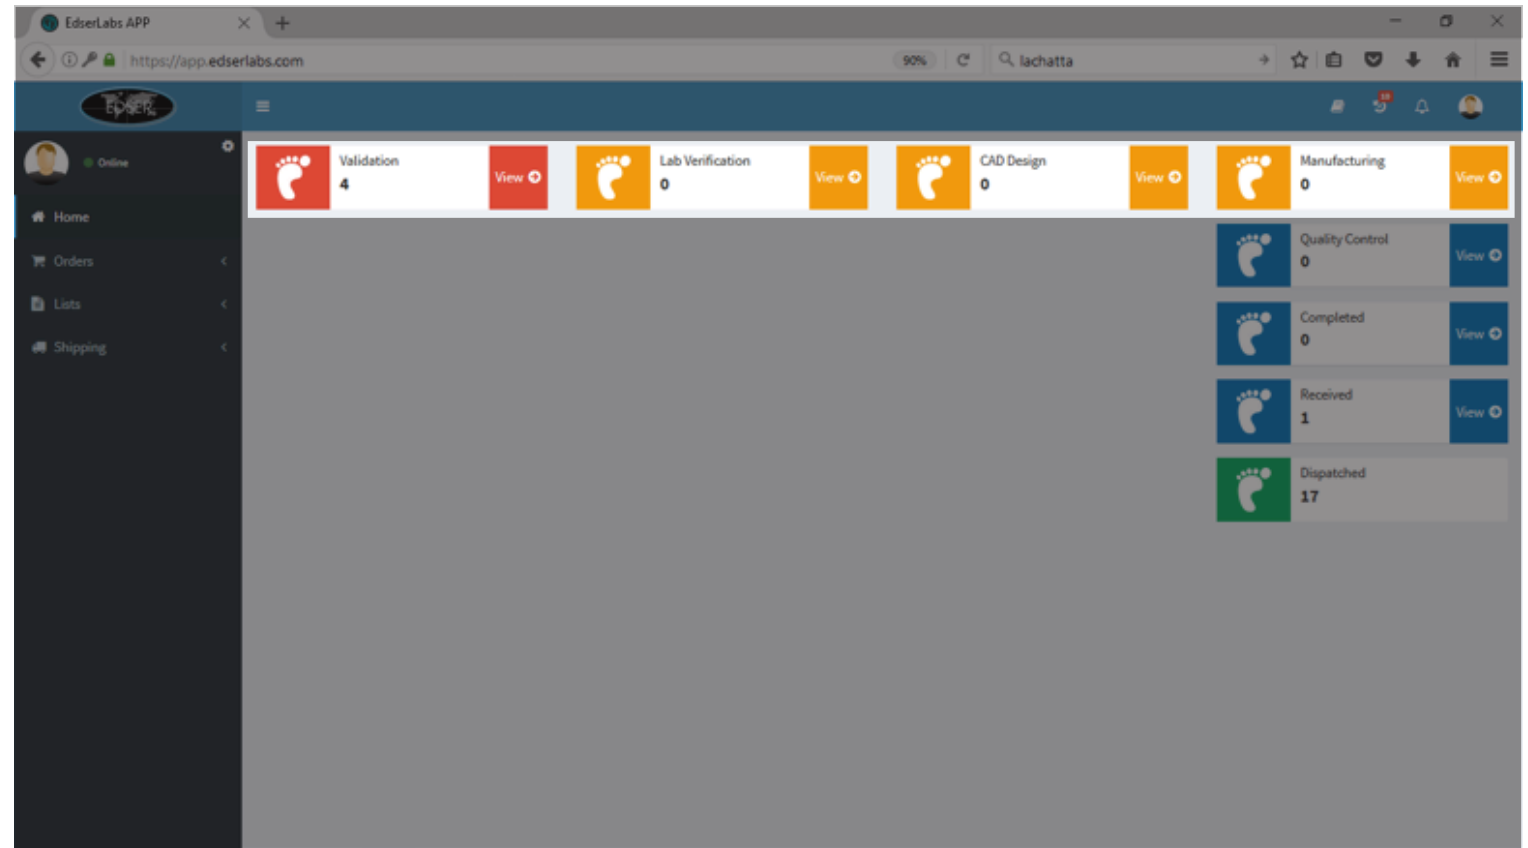 EdserLabs APP
https://app.edserlabs.com
90%
lachatta
EDSER
10
Online
Home
Orders
Lists
Shipping
Validation
4
View
Lab Verification
0
View
CAD Design
0
View
Manufacturing
0
View
Quality Control
0
View
Completed
0
View
Received
1
View
Dispatched
17